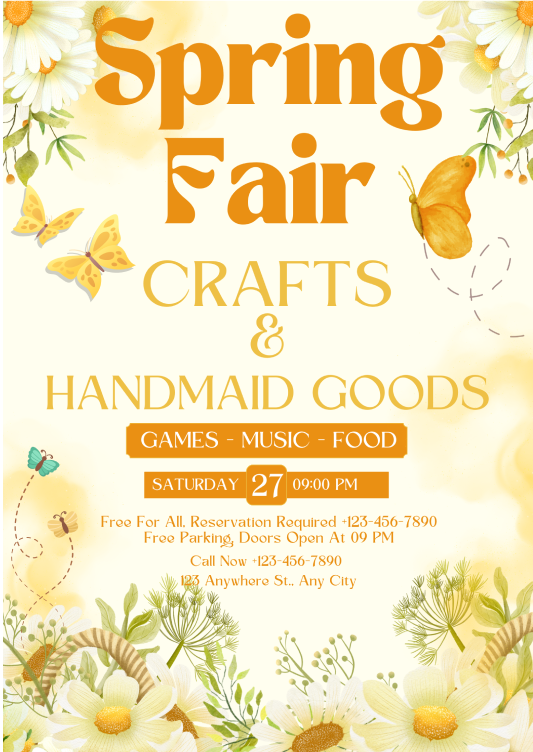 Spring
Fair
CRAFTS
&
HANDMAID GOODS
GAMES - MUSIC - FOOD
SATURDAY 27 09:00 PM
Free For All, Reservation Required +123-456-7890
Free Parking, Doors Open At 09 PM
Call Now +123-456-7890
123 Anywhere St., Any City